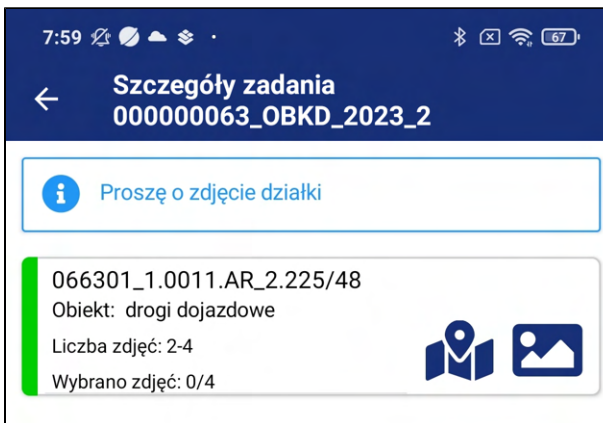 7:59
67
Szczegóły zadania
000000063_OBKD_2023_2
Proszę o zdjęcie działki
066301_1.0011.AR_2.225/48
Obiekt: drogi dojazdowe
Liczba zdjęć: 2-4
Wybrano zdjęć: 0/4